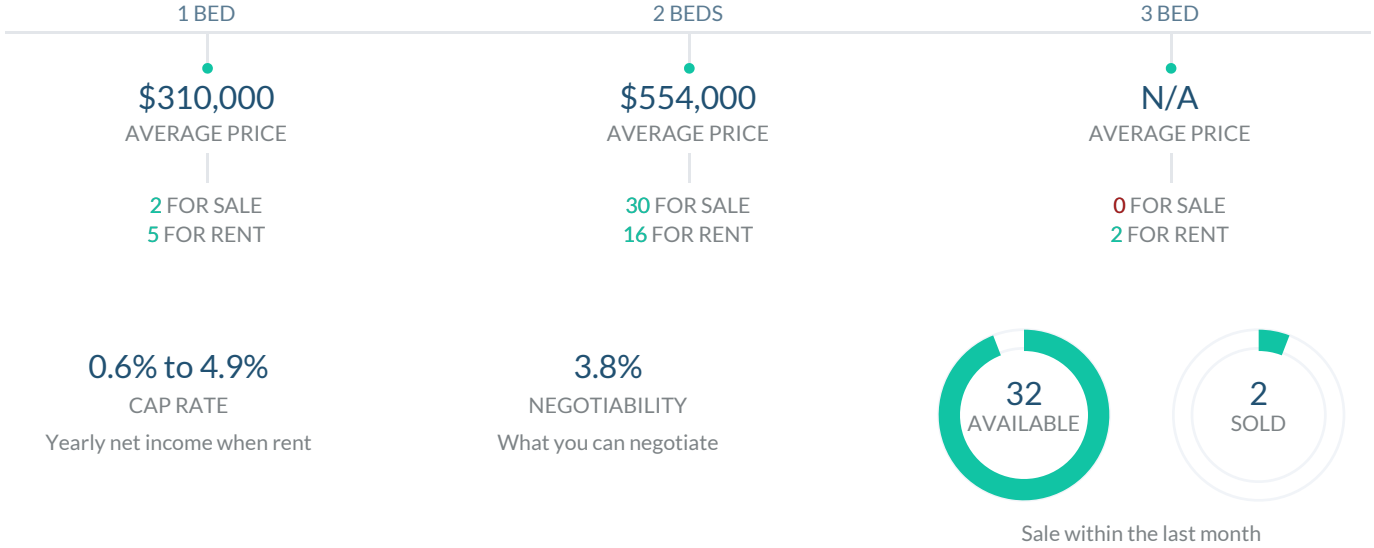 1 BED
2 BEDS
3 BED
$310,000
AVERAGE PRICE
2 FOR SALE
5 FOR RENT
$554,000
AVERAGE PRICE
30 FOR SALE
16 FOR RENT
N/A
AVERAGE PRICE
0 FOR SALE
2 FOR RENT
0.6% to 4.9%
CAP RATE
Yearly net income when rent
3.8%
NEGOTIABILITY
What you can negotiate
32
AVAILABLE
2
SOLD
Sale within the last month